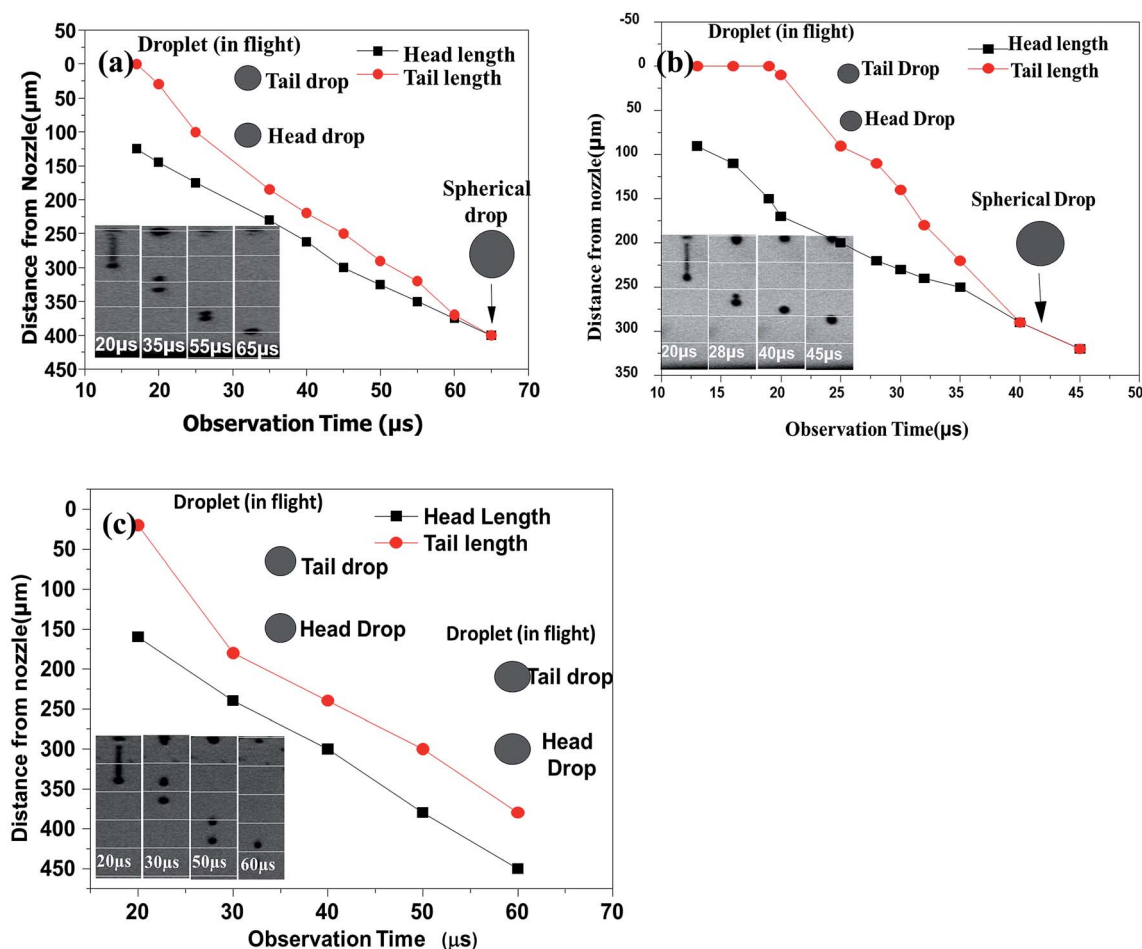 (a)
Droplet (in flight)
Head length
Tail length
Tail drop
Head drop
Spherical
drop
Distance from Nozzle(µm)
50
0
50
100
150
200
250
300
350
400
450
20µs 35µs 55µs 65µs
10 20 30 40 50 60 70
Observation Time (µs)
(b)
Droplet (in flight)
Head length
Tail length
Tail Drop
Head Drop
Spherical Drop
Distance from nozzle(µm)
-50
0
50
100
150
200
250
300
350
20µs 28µs 40µs 45µs
10 15 20 25 30 35 40 45 50
Observation Time(µs)
(c)
Droplet (in flight)
Head Length
Tail length
Tail drop
Head Drop
Droplet (in flight)
Tail drop
Head
Drop
Distance from nozzle(µm)
0
50
100
150
200
250
300
350
400
450
20µs 30µs 50µs 60µs
20 30 40 50 60 70
Observation Time (µs)